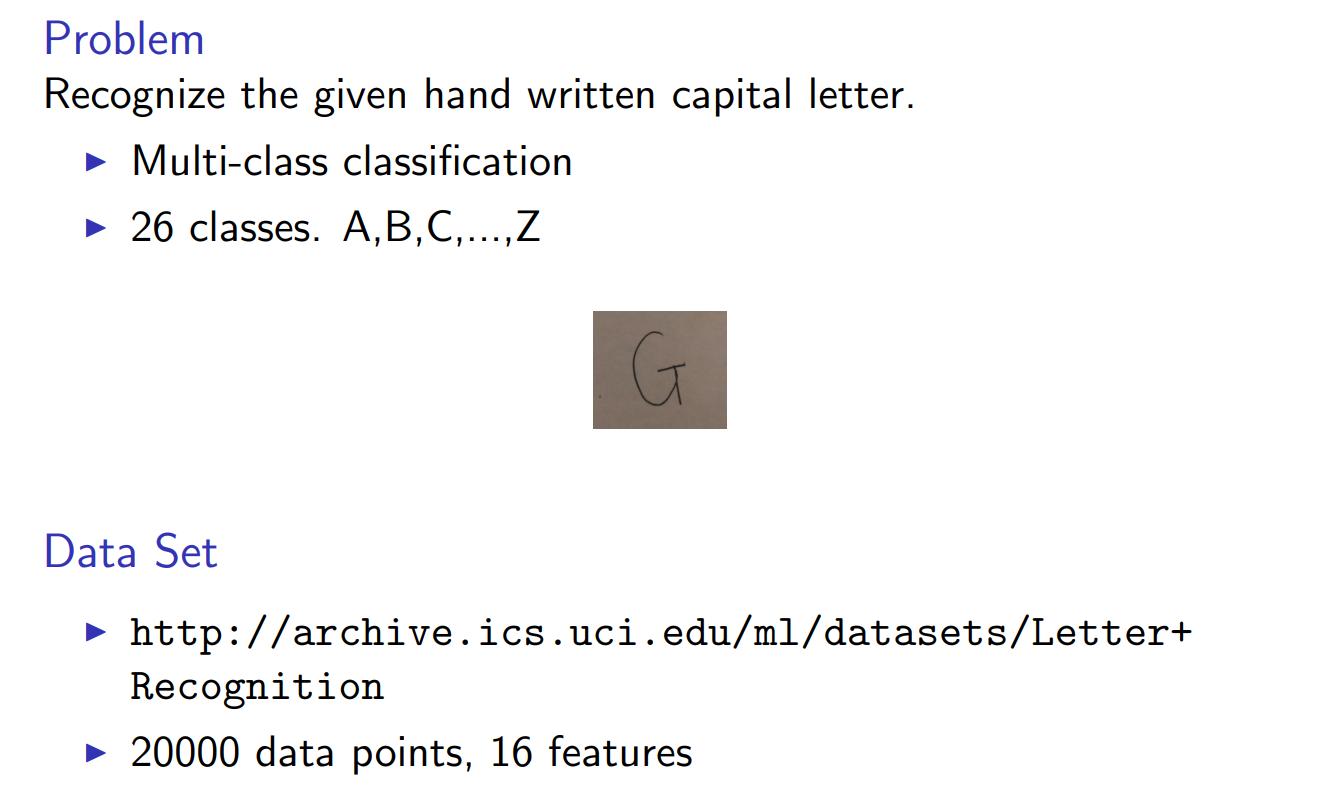 Problem
Recognize the given hand written capital letter.
▶ Multi-class classification
▶ 26 classes. A,B,C,...,Z
G
Data Set
▶ http://archive.ics.uci.edu/ml/datasets/Letter+
Recognition
▶ 20000 data points, 16 features